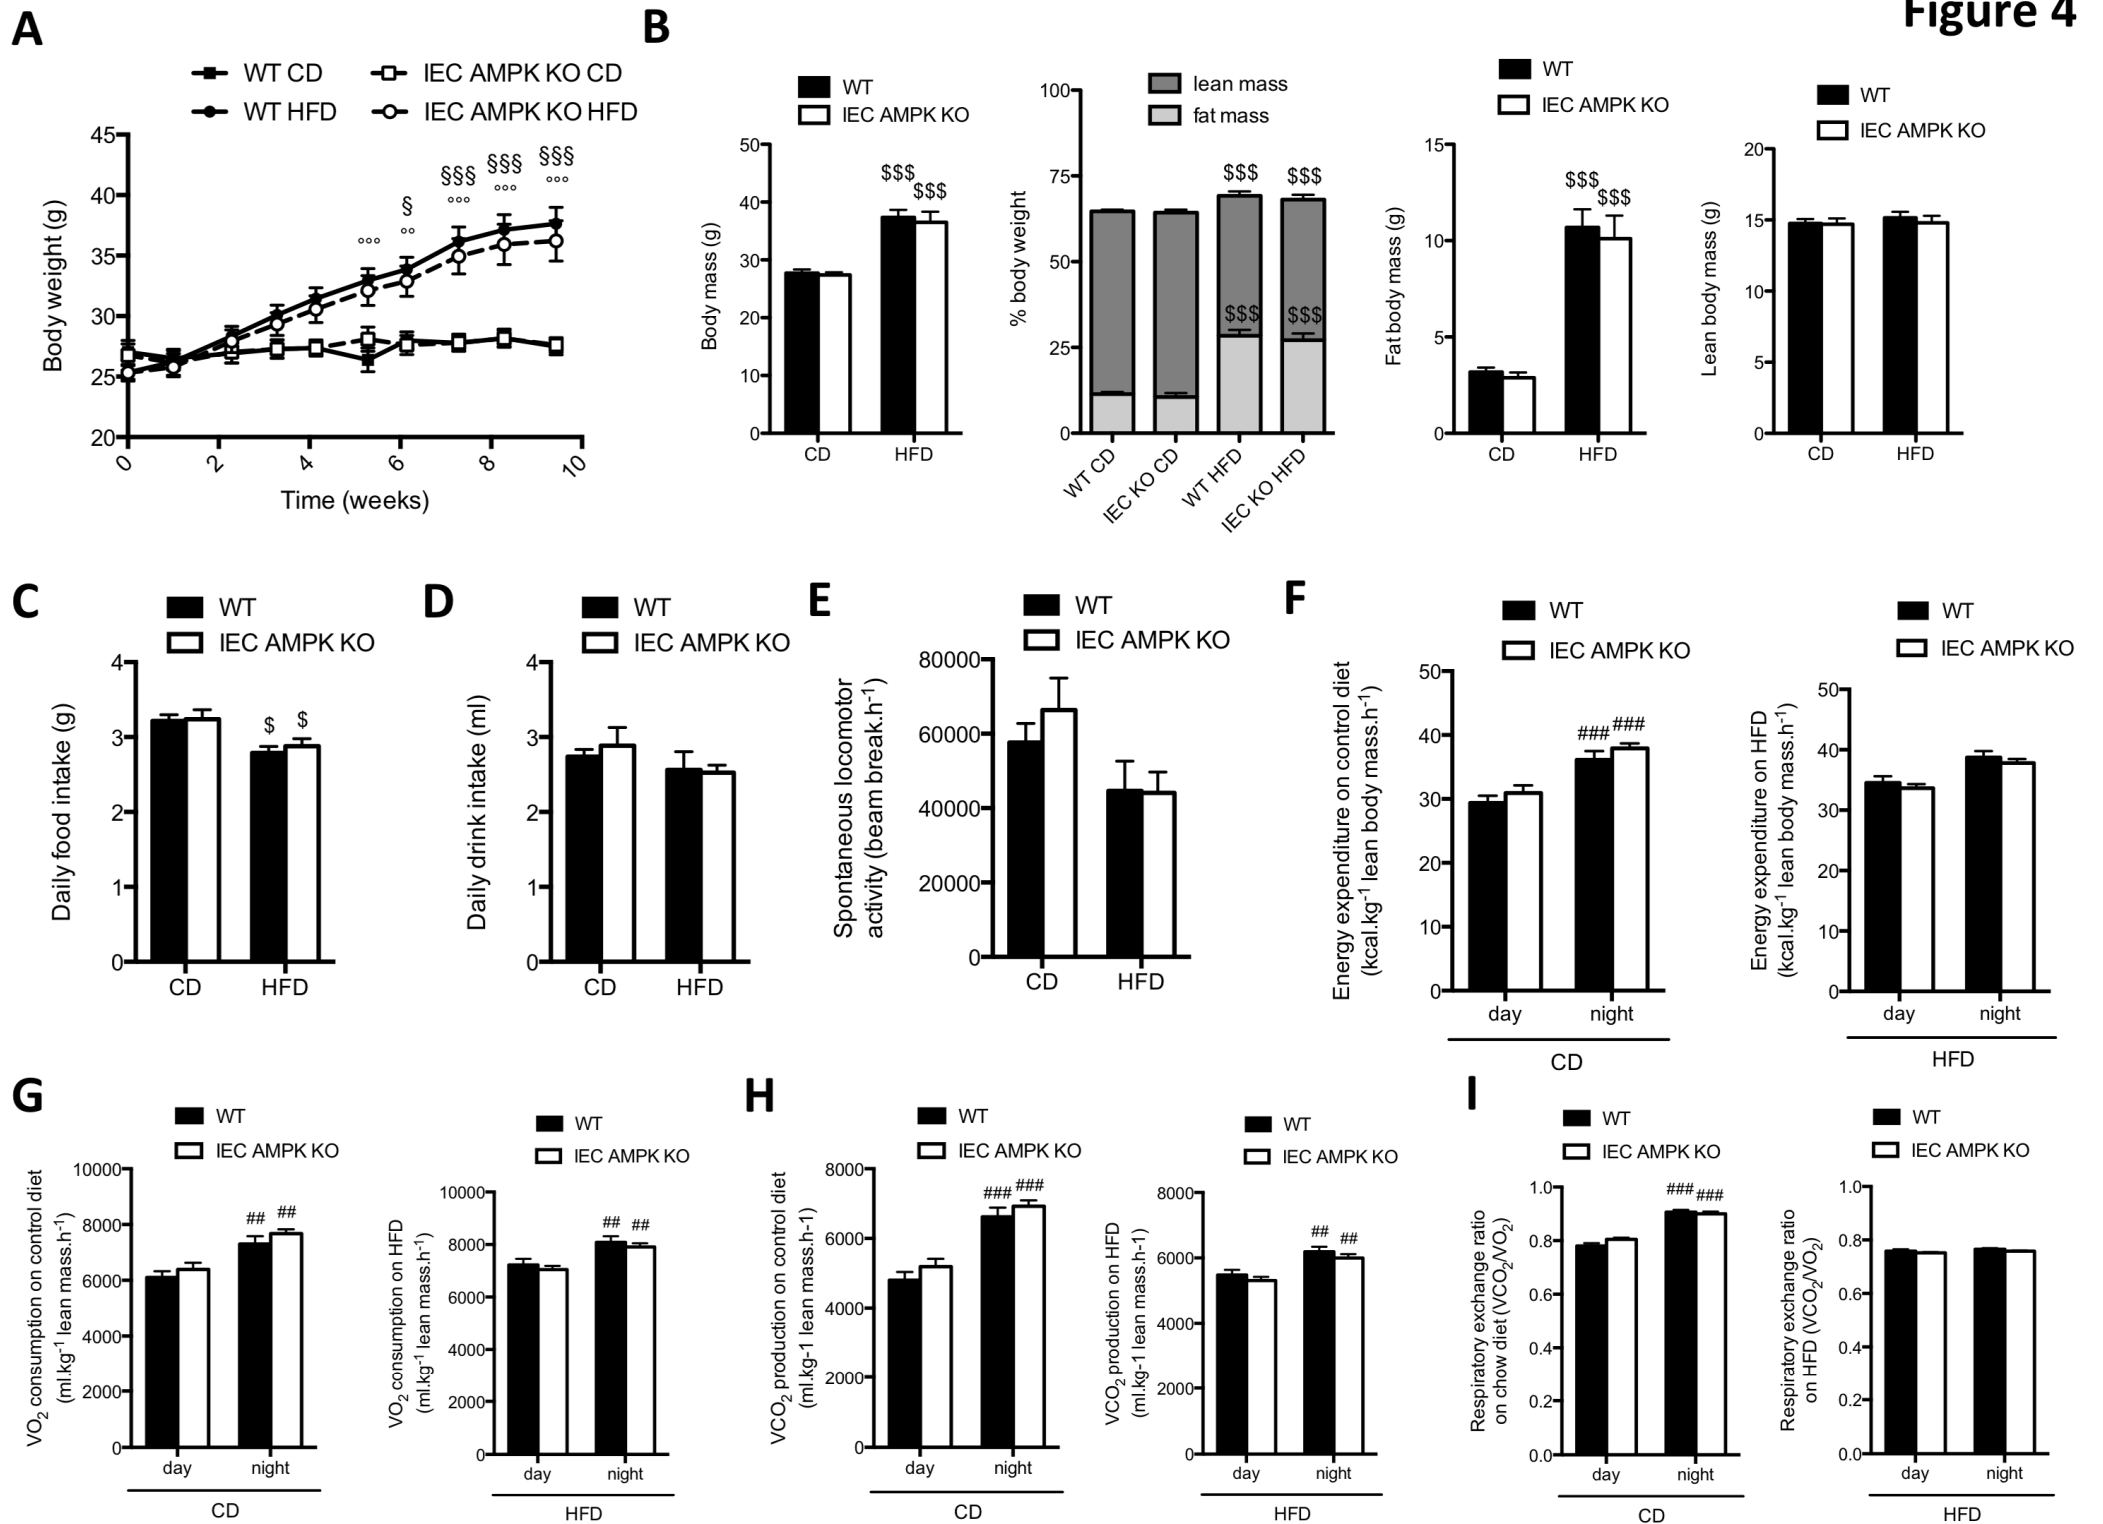 Figure 4
A
WT CD
IEC AMPK KO CD
WT HFD
IEC AMPK KO HFD
Body weight (g)
45
40
35
30
25
20
§§§
§§§
§§§
§
°°°
°°
°°°
°°°
°°°
0
2
4
6
8
10
Time (weeks)
B
WT
IEC AMPK KO
Body mass (g)
50
40
30
20
10
0
$$$
$$$
CD
HFD
lean mass
fat mass
% body weight
100
75
50
25
0
$$$
$$$
$$$
$$$
WT CD
IEC KO CD
WT HFD
IEC KO HFD
WT
IEC AMPK KO
Fat body mass (g)
15
10
5
0
$$$
$$$
CD
HFD
WT
IEC AMPK KO
Lean body mass (g)
20
15
10
5
0
CD
HFD
C
WT
IEC AMPK KO
Daily food intake (g)
4
3
2
1
0
$
$
CD
HFD
D
WT
IEC AMPK KO
Daily drink intake (ml)
4
3
2
1
0
CD
HFD
E
WT
IEC AMPK KO
Spontaneous locomotor
activity (beam break.h⁻¹)
80000
60000
40000
20000
0
CD
HFD
F
WT
IEC AMPK KO
Energy expenditure on control diet
(kcal.kg⁻¹ lean body mass.h⁻¹)
50
40
30
20
10
0
###
###
day
night
CD
WT
IEC AMPK KO
Energy expenditure on HFD
(kcal.kg⁻¹ lean body mass.h⁻¹)
50
40
30
20
10
0
day
night
HFD
G
WT
IEC AMPK KO
VO₂ consumption on control diet
(ml.kg⁻¹ lean mass.h⁻¹)
10000
8000
6000
4000
2000
0
##
##
day
night
CD
WT
IEC AMPK KO
VO₂ consumption on HFD
(ml.kg⁻¹ lean mass.h⁻¹)
10000
8000
6000
4000
2000
0
##
##
day
night
HFD
H
WT
IEC AMPK KO
VCO₂ production on control diet
(ml.kg-1 lean mass.h-1)
8000
6000
4000
2000
0
###
###
day
night
CD
WT
IEC AMPK KO
VCO₂ production on HFD
(ml.kg-1 lean mass.h-1)
8000
6000
4000
2000
0
##
##
day
night
HFD
I
WT
IEC AMPK KO
Respiratory exchange ratio
on chow diet (VCO₂/VO₂)
1.0
0.8
0.6
0.4
0.2
0.0
###
###
day
night
CD
WT
IEC AMPK KO
Respiratory exchange ratio
on HFD (VCO₂/VO₂)
1.0
0.8
0.6
0.4
0.2
0.0
day
night
HFD